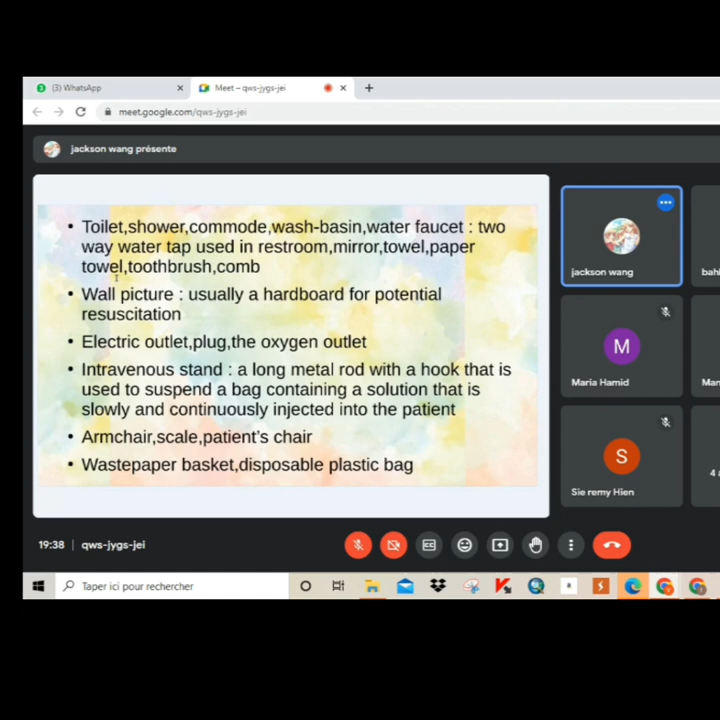 (3) WhatsApp
Meet – qws-jygs-jei
meet.google.com/qws-jygs-jei
jackson wang présente
• Toilet,shower,commode,wash-basin,water faucet : two
way water tap used in restroom,mirror,towel,paper
towel,toothbrush,comb
• Wall picture : usually a hardboard for potential
resuscitation
• Electric outlet,plug,the oxygen outlet
• Intravenous stand : a long metal rod with a hook that is
used to suspend a bag containing a solution that is
slowly and continuously injected into the patient
• Armchair,scale,patient's chair
• Wastepaper basket,disposable plastic bag
jackson wang
M
Maria Hamid
S
Sie remy Hien
19:38 | qws-jygs-jei
Taper ici pour rechercher